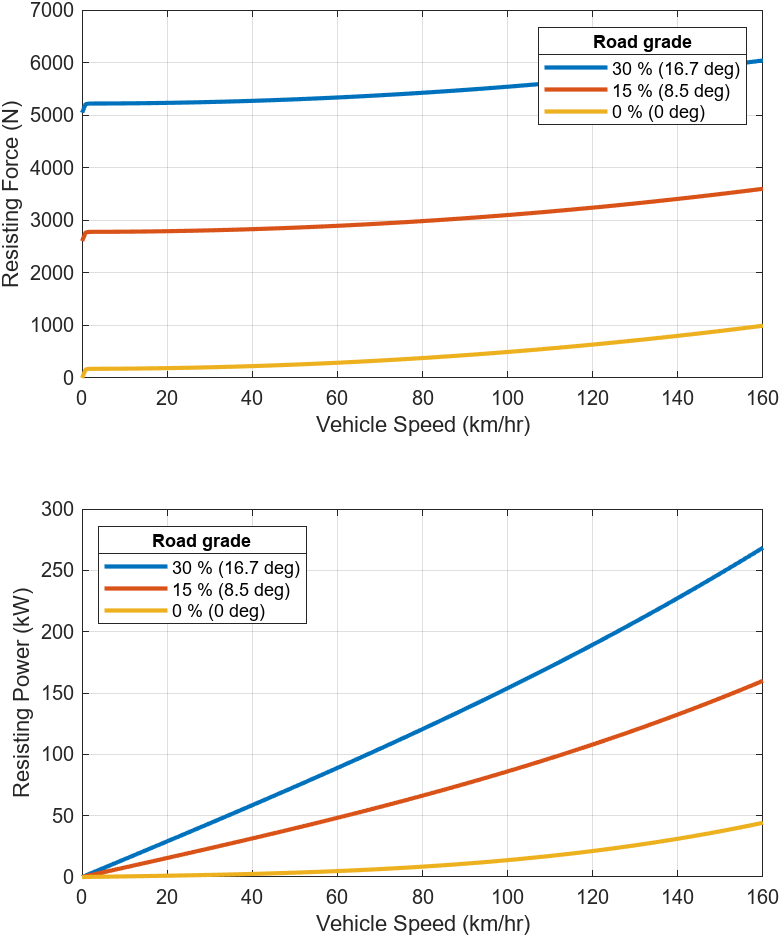 7000
6000
5000
4000
3000
2000
1000
0
Resisting Force (N)
Road grade
30 % (16.7 deg)
15 % (8.5 deg)
0 % (0 deg)
0 20 40 60 80 100 120 140 160
Vehicle Speed (km/hr)
300
250
200
150
100
50
0
Resisting Power (kW)
Road grade
30 % (16.7 deg)
15 % (8.5 deg)
0 % (0 deg)
0 20 40 60 80 100 120 140 160
Vehicle Speed (km/hr)